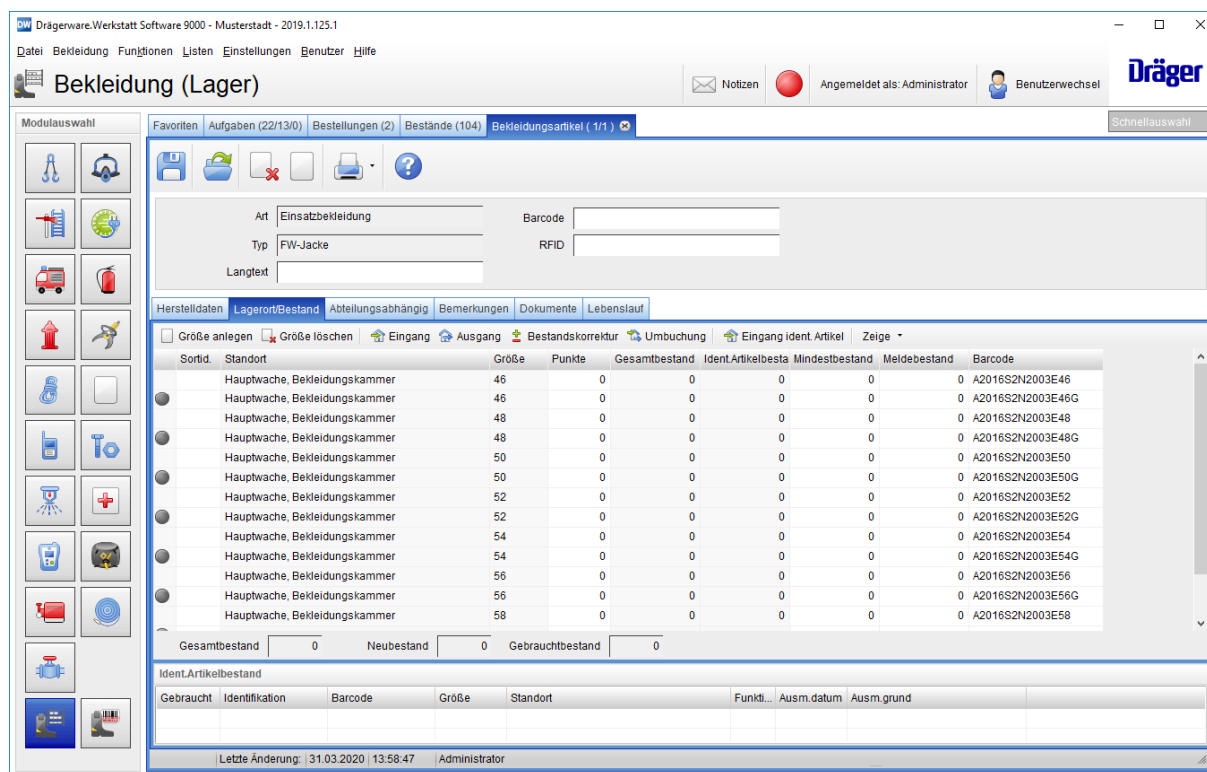 Drägerware.Werkstatt Software 9000 - Musterstadt - 2019.1.125.1
Datei Bekleidung Funktionen Listen Einstellungen Benutzer Hilfe
Bekleidung (Lager)
Notizen
Angemeldet als: Administrator
Benutzerwechsel
Dräger
Modulauswahl
Favoriten Aufgaben (22/13/0) Bestellungen (2) Bestände (104) Bekleidungsartikel ( 1/1 )
Schnellauswahl
Art Einsatzbekleidung Barcode
Typ FW-Jacke RFID
Langtext
Herstelldaten Lagerort/Bestand Abteilungsabhängig Bemerkungen Dokumente Lebenslauf
Größe anlegen Größe löschen Eingang Ausgang Bestandskorrektur Umbuchung Eingang ident. Artikel Zeige
Sortid. Standort Größe Punkte Gesamtbestand Ident.Artikelbesta Mindestbestand Meldebestand Barcode
Hauptwache, Bekleidungskammer 46 0 0 0 0 0 A2016S2N2003E46
Hauptwache, Bekleidungskammer 46 0 0 0 0 0 A2016S2N2003E46G
Hauptwache, Bekleidungskammer 48 0 0 0 0 0 A2016S2N2003E48
Hauptwache, Bekleidungskammer 48 0 0 0 0 0 A2016S2N2003E48G
Hauptwache, Bekleidungskammer 50 0 0 0 0 0 A2016S2N2003E50
Hauptwache, Bekleidungskammer 50 0 0 0 0 0 A2016S2N2003E50G
Hauptwache, Bekleidungskammer 52 0 0 0 0 0 A2016S2N2003E52
Hauptwache, Bekleidungskammer 52 0 0 0 0 0 A2016S2N2003E52G
Hauptwache, Bekleidungskammer 54 0 0 0 0 0 A2016S2N2003E54
Hauptwache, Bekleidungskammer 54 0 0 0 0 0 A2016S2N2003E54G
Hauptwache, Bekleidungskammer 56 0 0 0 0 0 A2016S2N2003E56
Hauptwache, Bekleidungskammer 56 0 0 0 0 0 A2016S2N2003E56G
Hauptwache, Bekleidungskammer 58 0 0 0 0 0 A2016S2N2003E58
Gesamtbestand 0 Neubestand 0 Gebrauchtbestand 0
Ident.Artikelbestand
Gebraucht Identifikation Barcode Größe Standort Funkti... Ausm.datum Ausm.grund
Letzte Änderung: 31.03.2020 13:58:47 Administrator